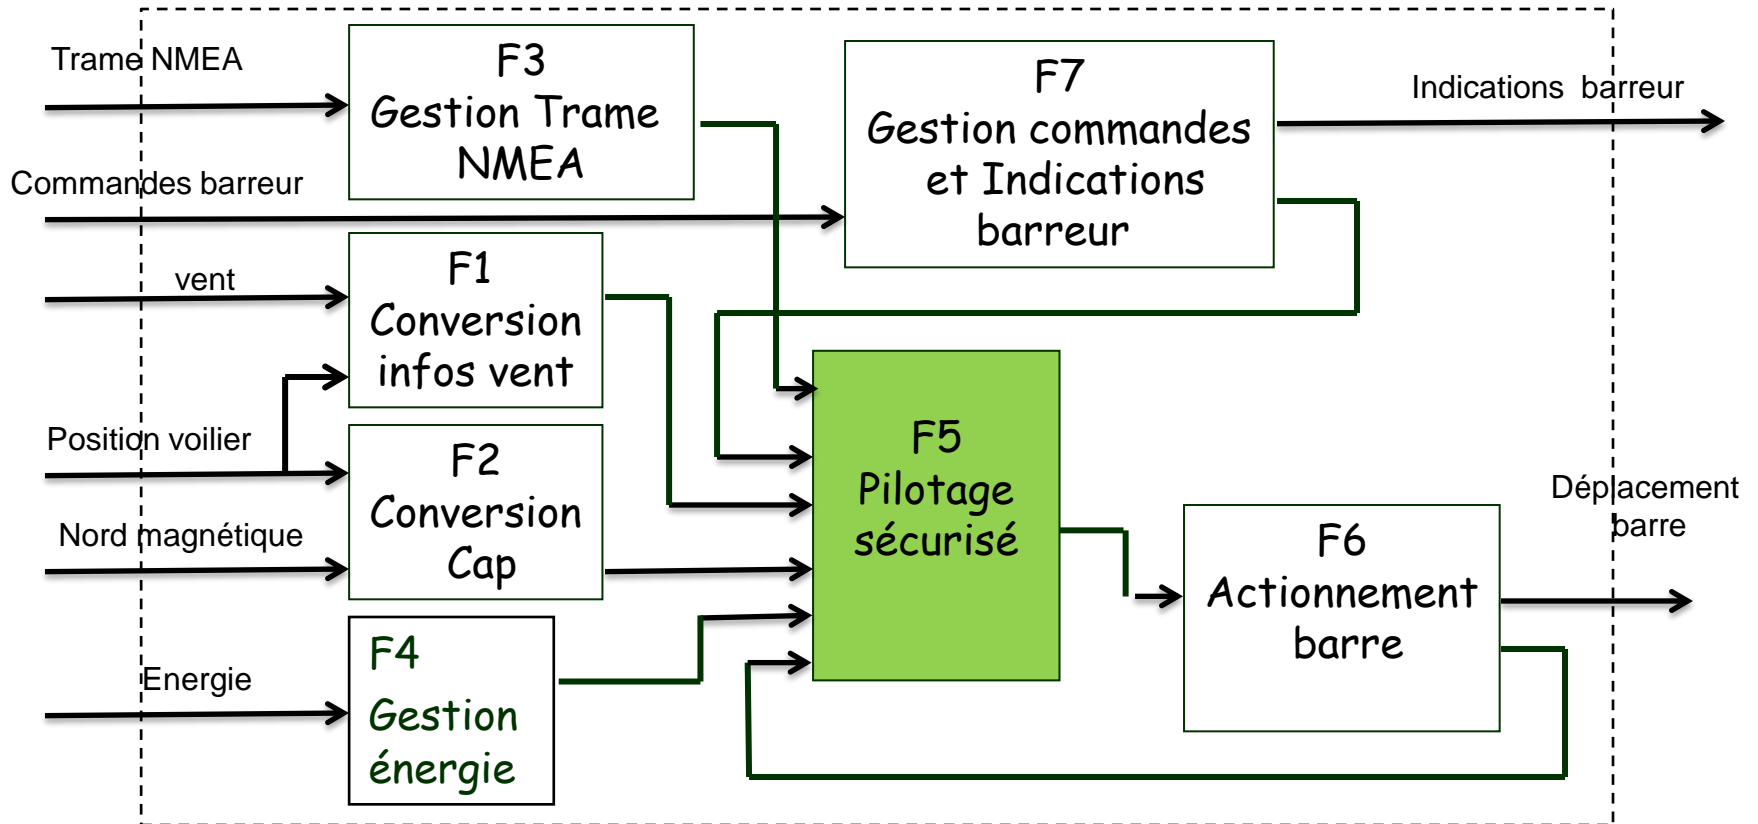 Trame NMEA
F3
Gestion Trame
NMEA
F7
Gestion commandes
et Indications
barreur
Indications barreur
Commandes barreur
vent
F1
Conversion
infos vent
Position voilier
F2
Conversion
Cap
Nord magnétique
F5
Pilotage
sécurisé
F6
Actionnement
barre
Déplacement
barre
Energie
F4
Gestion
énergie